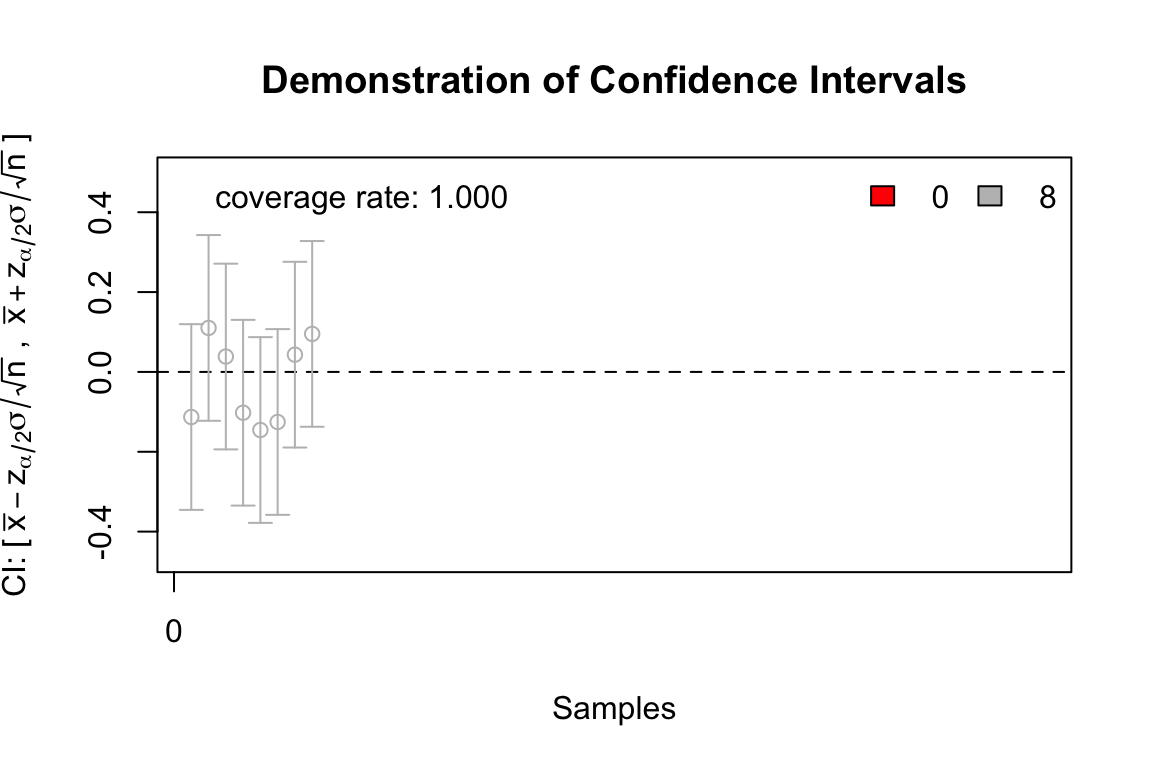 Demonstration of Confidence Intervals
coverage rate: 1.000
0
8
CI: [ x̅ − zα/2σ/√n , x̅ + zα/2σ/√n ]
0.4
0.2
0.0
-0.4
0
Samples